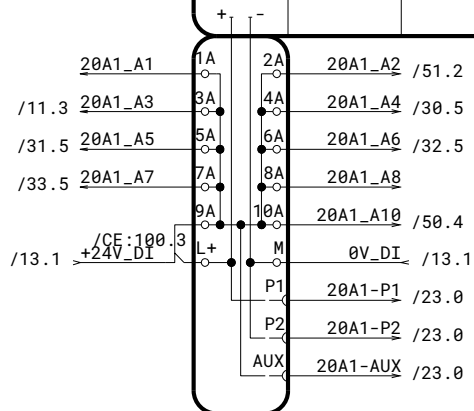 + -
20A1_A1 1A 2A 20A1_A2 /51.2
/11.3 20A1_A3 3A 4A 20A1_A4 /30.5
/31.5 20A1_A5 5A 6A 20A1_A6 /32.5
/33.5 20A1_A7 7A 8A 20A1_A8
9A 10A 20A1_A10 /50.4
/CE:100.3
/13.1 +24V_DI L+ M 0V_DI /13.1
P1 20A1-P1 /23.0
P2 20A1-P2 /23.0
AUX 20A1-AUX /23.0